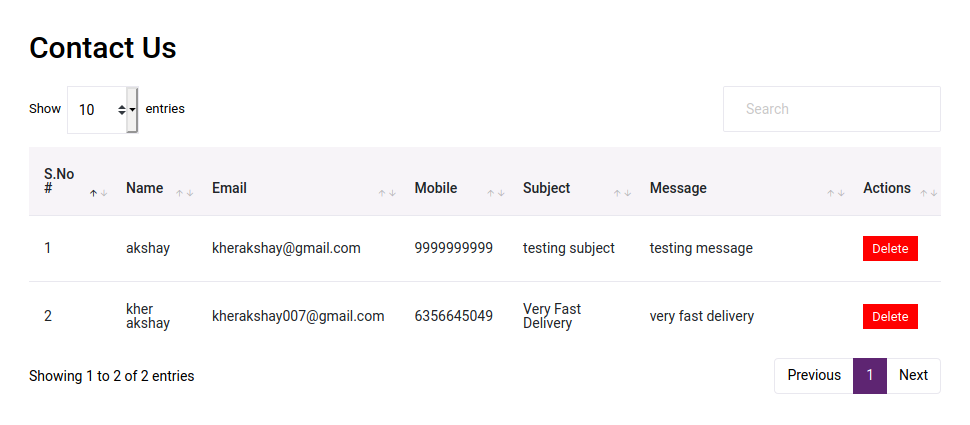 Contact Us
Show 10 entries
Search
S.No
# Name Email Mobile Subject Message Actions
1 akshay kherakshay@gmail.com 9999999999 testing subject testing message Delete
2 kher akshay kherakshay007@gmail.com 6356645049 Very Fast Delivery very fast delivery Delete
Showing 1 to 2 of 2 entries
Previous 1 Next